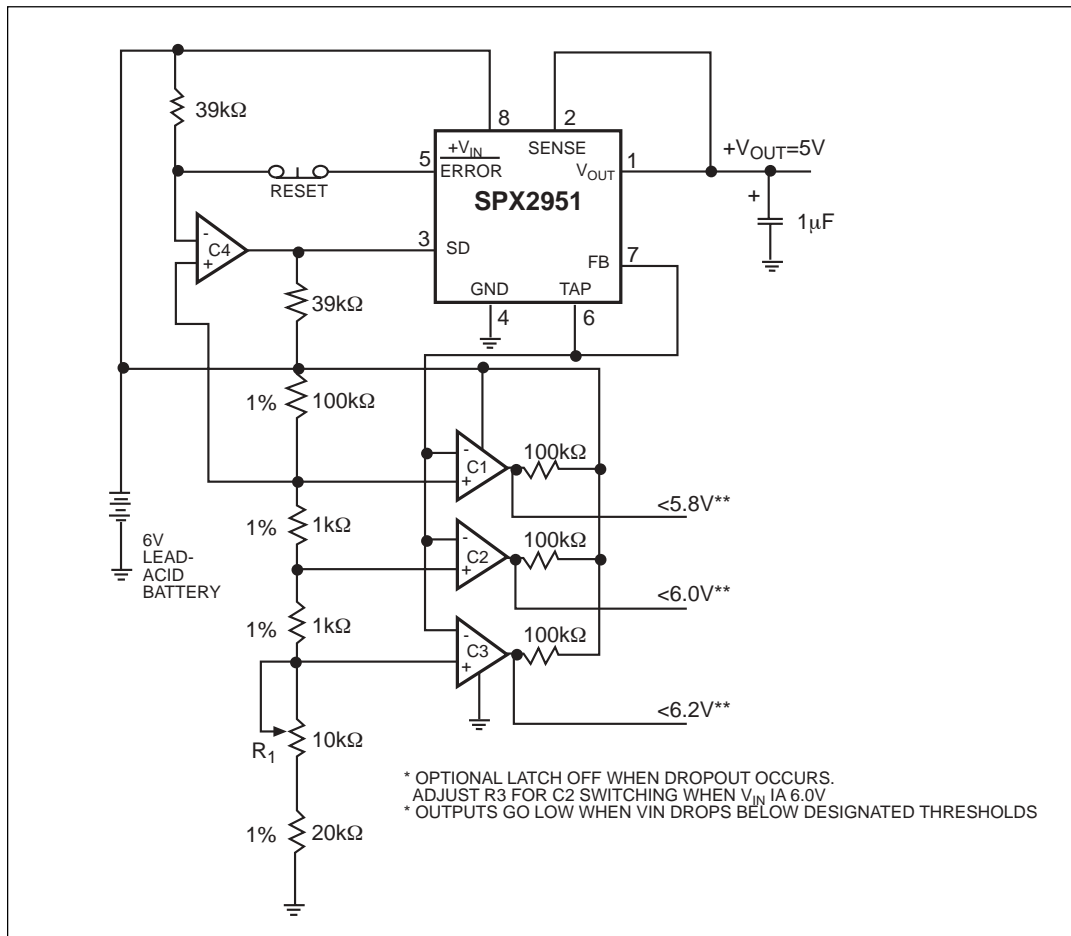 39kΩ
8
2
+VIN
SENSE
5
ERROR
VOUT
1
+VOUT=5V
RESET
SPX2951
+
1μF
-
C4
+
3
SD
FB
7
GND
TAP
39kΩ
4
6
1%
100kΩ
-
C1
+
100kΩ
<5.8V**
1%
1kΩ
-
C2
+
100kΩ
6V
LEAD-
ACID
BATTERY
<6.0V**
1%
1kΩ
-
C3
+
100kΩ
<6.2V**
R1
10kΩ
* OPTIONAL LATCH OFF WHEN DROPOUT OCCURS.
ADJUST R3 FOR C2 SWITCHING WHEN VIN IA 6.0V
* OUTPUTS GO LOW WHEN VIN DROPS BELOW DESIGNATED THRESHOLDS
1%
20kΩ